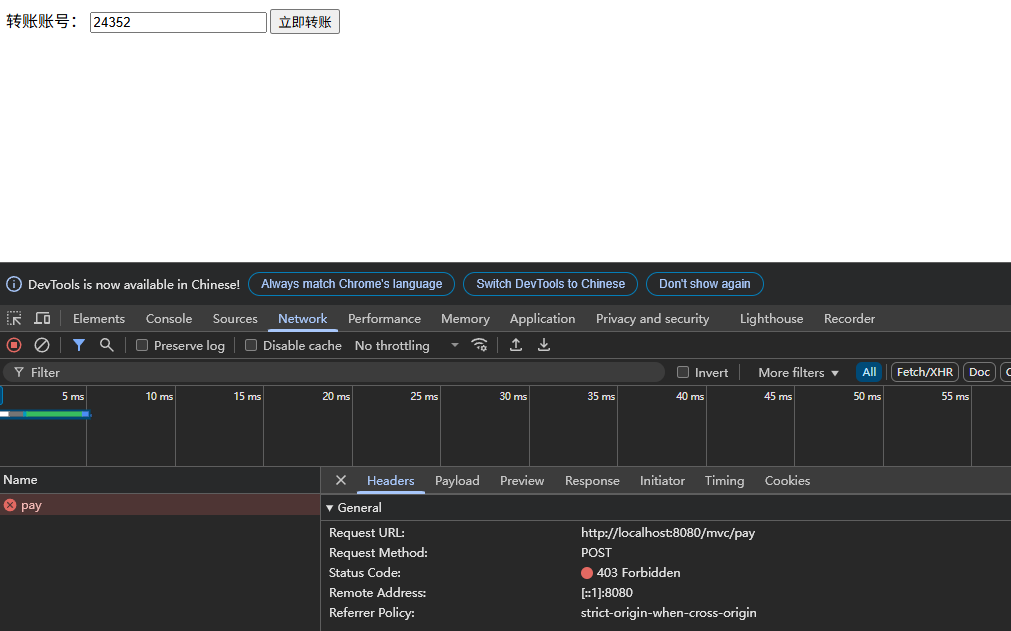 转账账号： 24352 立即转账
DevTools is now available in Chinese! Always match Chrome's language Switch DevTools to Chinese Don't show again
Elements Console Sources Network Performance Memory Application Privacy and security Lighthouse Recorder
Preserve log Disable cache No throttling
Filter Invert More filters All Fetch/XHR Doc
5 ms 10 ms 15 ms 20 ms 25 ms 30 ms 35 ms 40 ms 45 ms 50 ms 55 ms
Name Headers Payload Preview Response Initiator Timing Cookies
pay General
Request URL: http://localhost:8080/mvc/pay
Request Method: POST
Status Code: 403 Forbidden
Remote Address: [::1]:8080
Referrer Policy: strict-origin-when-cross-origin